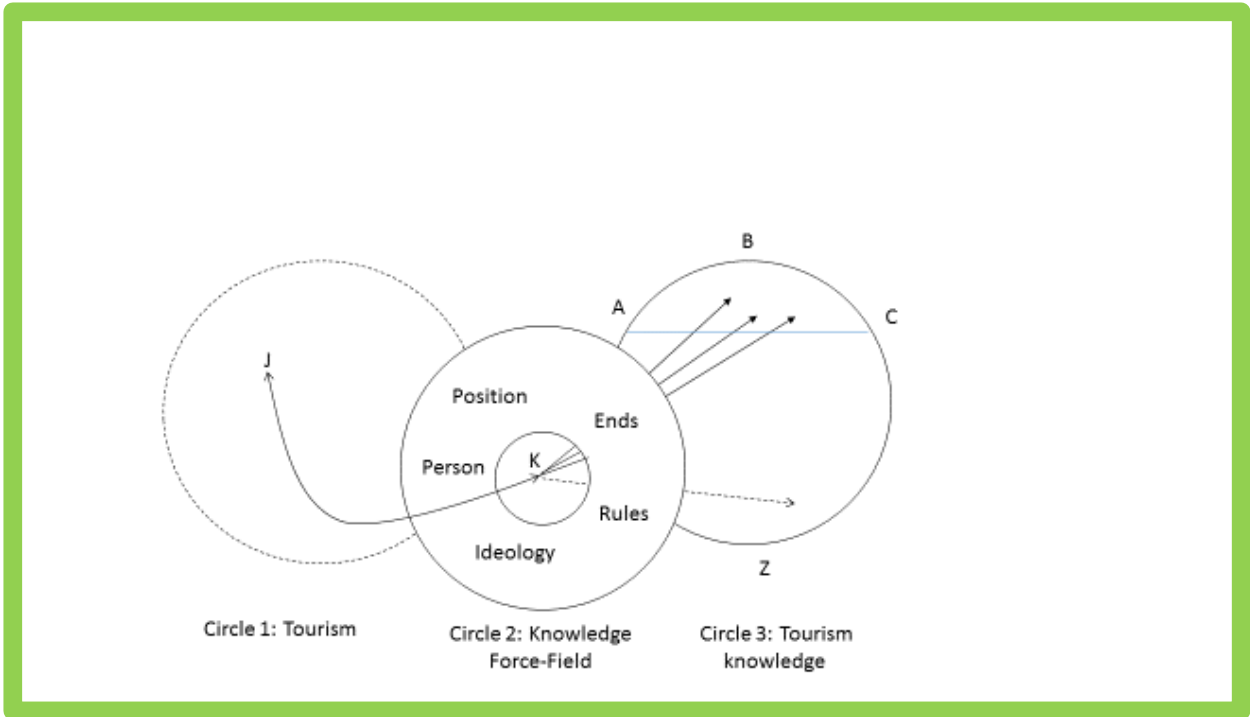 B
A
C
J
Position
Ends
K
Person
Rules
Ideology
Z
Circle 1: Tourism
Circle 2: Knowledge
Force-Field
Circle 3: Tourism
knowledge